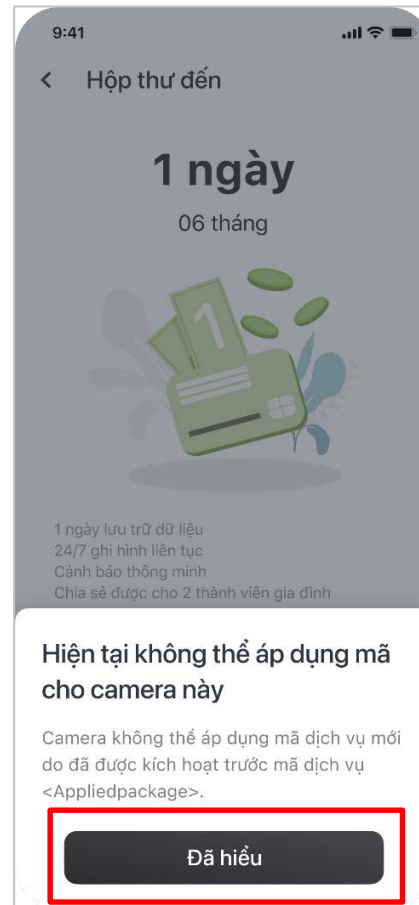 9:41
Hộp thư đến
1 ngày
06 tháng
1
1 ngày lưu trữ dữ liệu
24/7 ghi hình liên tục
Cảnh báo thông minh
Chia sẻ được cho 2 thành viên gia đình
Hiện tại không thể áp dụng mã
cho camera này
Camera không thể áp dụng mã dịch vụ mới
do đã được kích hoạt trước mã dịch vụ
<Appliedpackage>.
Đã hiểu